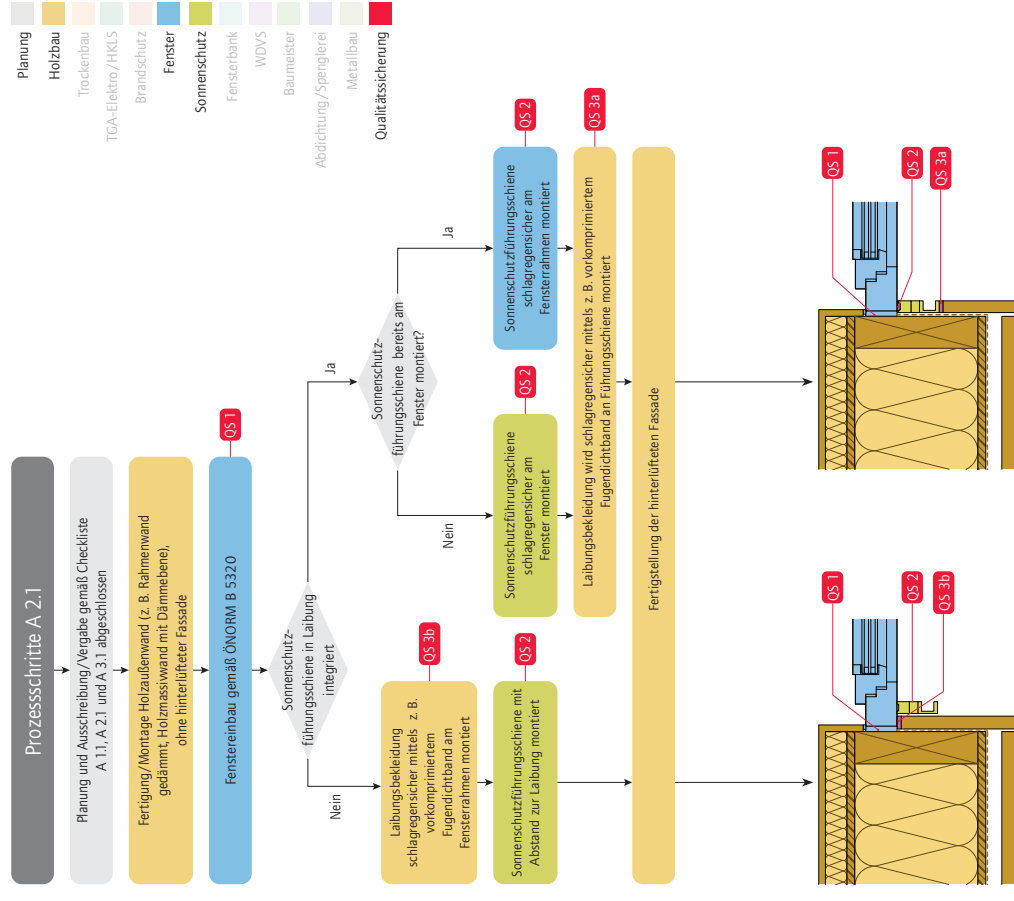 Prozessschritte A 2.1
Planung und Ausschreibung/Vergabe gemäß Checkliste
A 1.1, A 2.1 und A 3.1 abgeschlossen
Fertigung/Montage Holzaußenwand (z. B. Rahmenwand
gedämmt, Holzmassivwand mit Dämmebene),
ohne hinterlüfteter Fassade
Fenstereinbau gemäß ÖNORM B 5320
QS 1
Sonnenschutz-
führungsschiene in Laibung
integriert
Nein
Ja
Laibungsbekleidung
schlagregensicher mittels z. B.
vorkomprimiertem
Fugendichtband am
Fensterrahmen montiert
QS 3b
Sonnenschutzführungsschiene mit
Abstand zur Laibung montiert
QS 2
Sonnenschutz-
führungsschiene bereits am
Fenster montiert?
Nein
Ja
Sonnenschutzführungsschiene
schlagregensicher am
Fenster montiert
QS 2
Sonnenschutzführungsschiene
schlagregensicher am
Fensterrahmen montiert
QS 2
Laibungsbekleidung wird schlagregensicher mittels z. B. vorkomprimiertem
Fugendichtband an Führungsschiene montiert
QS 3a
Fertigstellung der hinterlüfteten Fassade
QS 1
QS 2
QS 3b
QS 1
QS 2
QS 3a
Planung
Holzbau
Trockenbau
TGA-Elektro/HKLS
Brandschutz
Fenster
Sonnenschutz
Fensterbank
WDVS
Baumeister
Abdichtung/Spenglerei
Metallbau
Qualitätssicherung